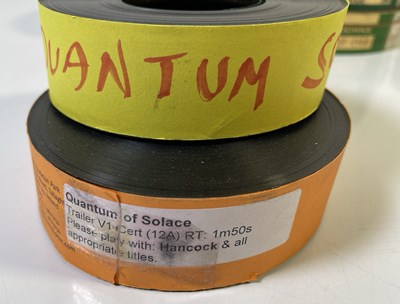 QUANTUM S
Quantum of Solace
Trailer V1 Cert (12A) RT: 1m50s
Please play with: Hancock & all
appropriate titles.